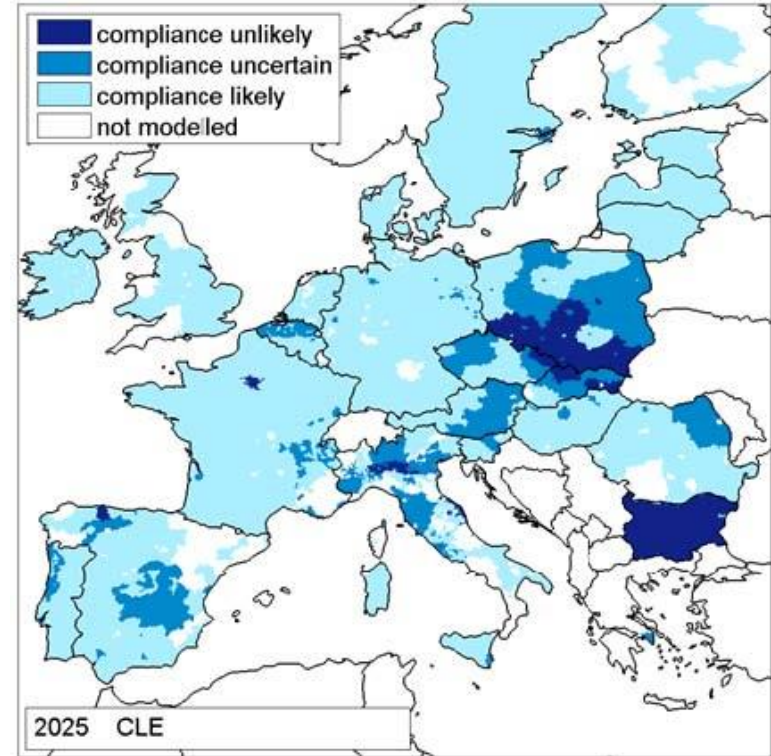 compliance unlikely
compliance uncertain
compliance likely
not modelled
2025 CLE